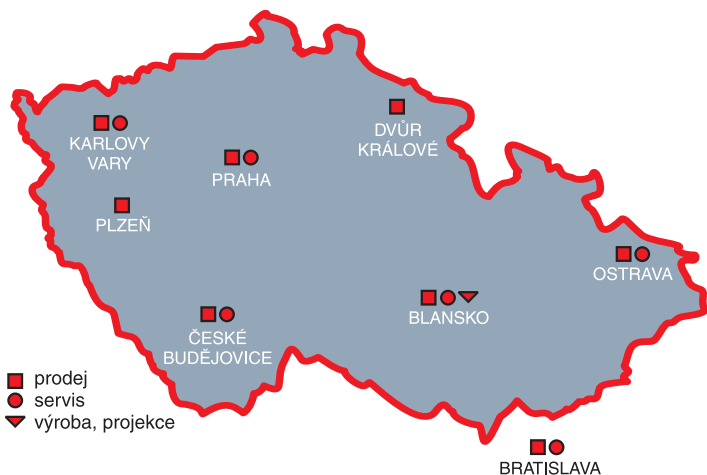 KARLOVY
VARY
DVŮR
KRÁLOVÉ
PRAHA
PLZEŇ
OSTRAVA
BLANSKO
ČESKÉ
BUDĚJOVICE
prodej
servis
výroba, projekce
BRATISLAVA